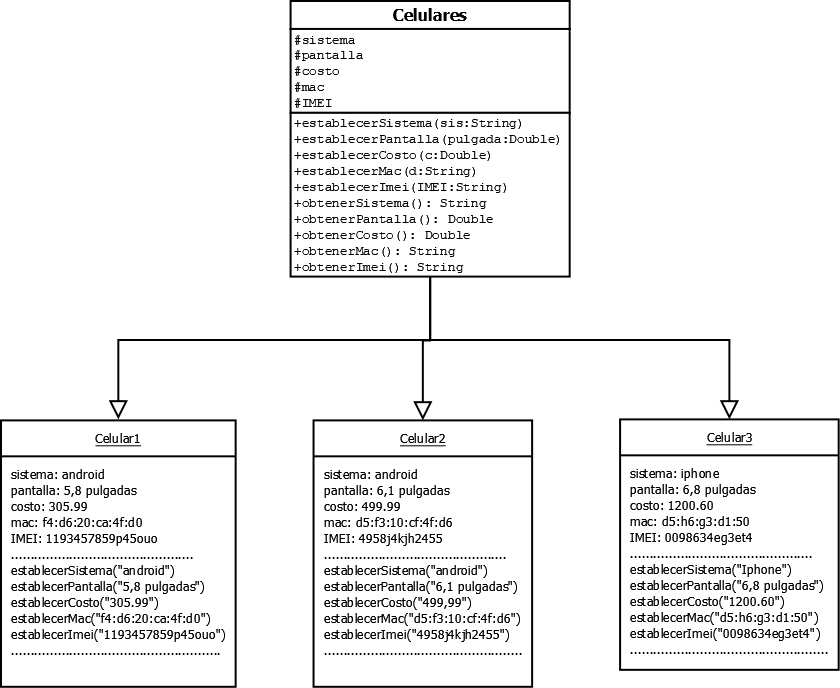 Celulares
#sistema
#pantalla
#costo
#mac
#IMEI
+establecerSistema(sis:String)
+establecerPantalla(pulgada:Double)
+establecerCosto(c:Double)
+establecerMac(d:String)
+establecerImei(IMEI:String)
+obtenerSistema(): String
+obtenerPantalla(): Double
+obtenerCosto(): Double
+obtenerMac(): String
+obtenerImei(): String
Celular1
sistema: android
pantalla: 5,8 pulgadas
costo: 305.99
mac: f4:d6:20:ca:4f:d0
IMEI: 1193457859p45ouo
establecerSistema("android")
establecerPantalla("5,8 pulgadas")
establecerCosto("305.99")
establecerMac("f4:d6:20:ca:4f:d0")
establecerImei("1193457859p45ouo")
Celular2
sistema: android
pantalla: 6,1 pulgadas
costo: 499.99
mac: d5:f3:10:cf:4f:d6
IMEI: 4958j4kjh2455
establecerSistema("android")
establecerPantalla("6,1 pulgadas")
establecerCosto("499,99")
establecerMac("d5:f3:10:cf:4f:d6")
establecerImei("4958j4kjh2455")
Celular3
sistema: iphone
pantalla: 6,8 pulgadas
costo: 1200.60
mac: d5:h6:g3:d1:50
IMEI: 0098634eg3et4
establecerSistema("Iphone")
establecerPantalla("6,8 pulgadas")
establecerCosto("1200.60")
establecerMac("d5:h6:g3:d1:50")
establecerImei("0098634eg3et4")